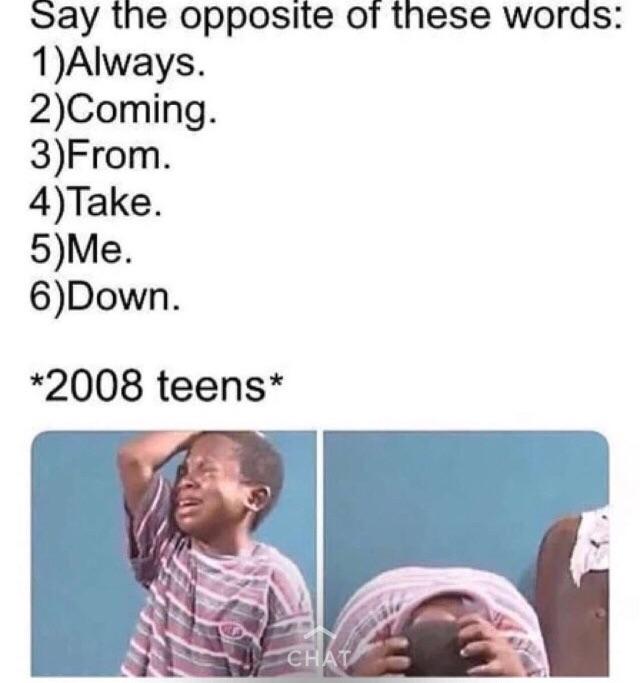 Say the opposite of these words:
1)Always.
2)Coming.
3)From.
4)Take.
5)Me.
6)Down.
*2008 teens*
CHAT